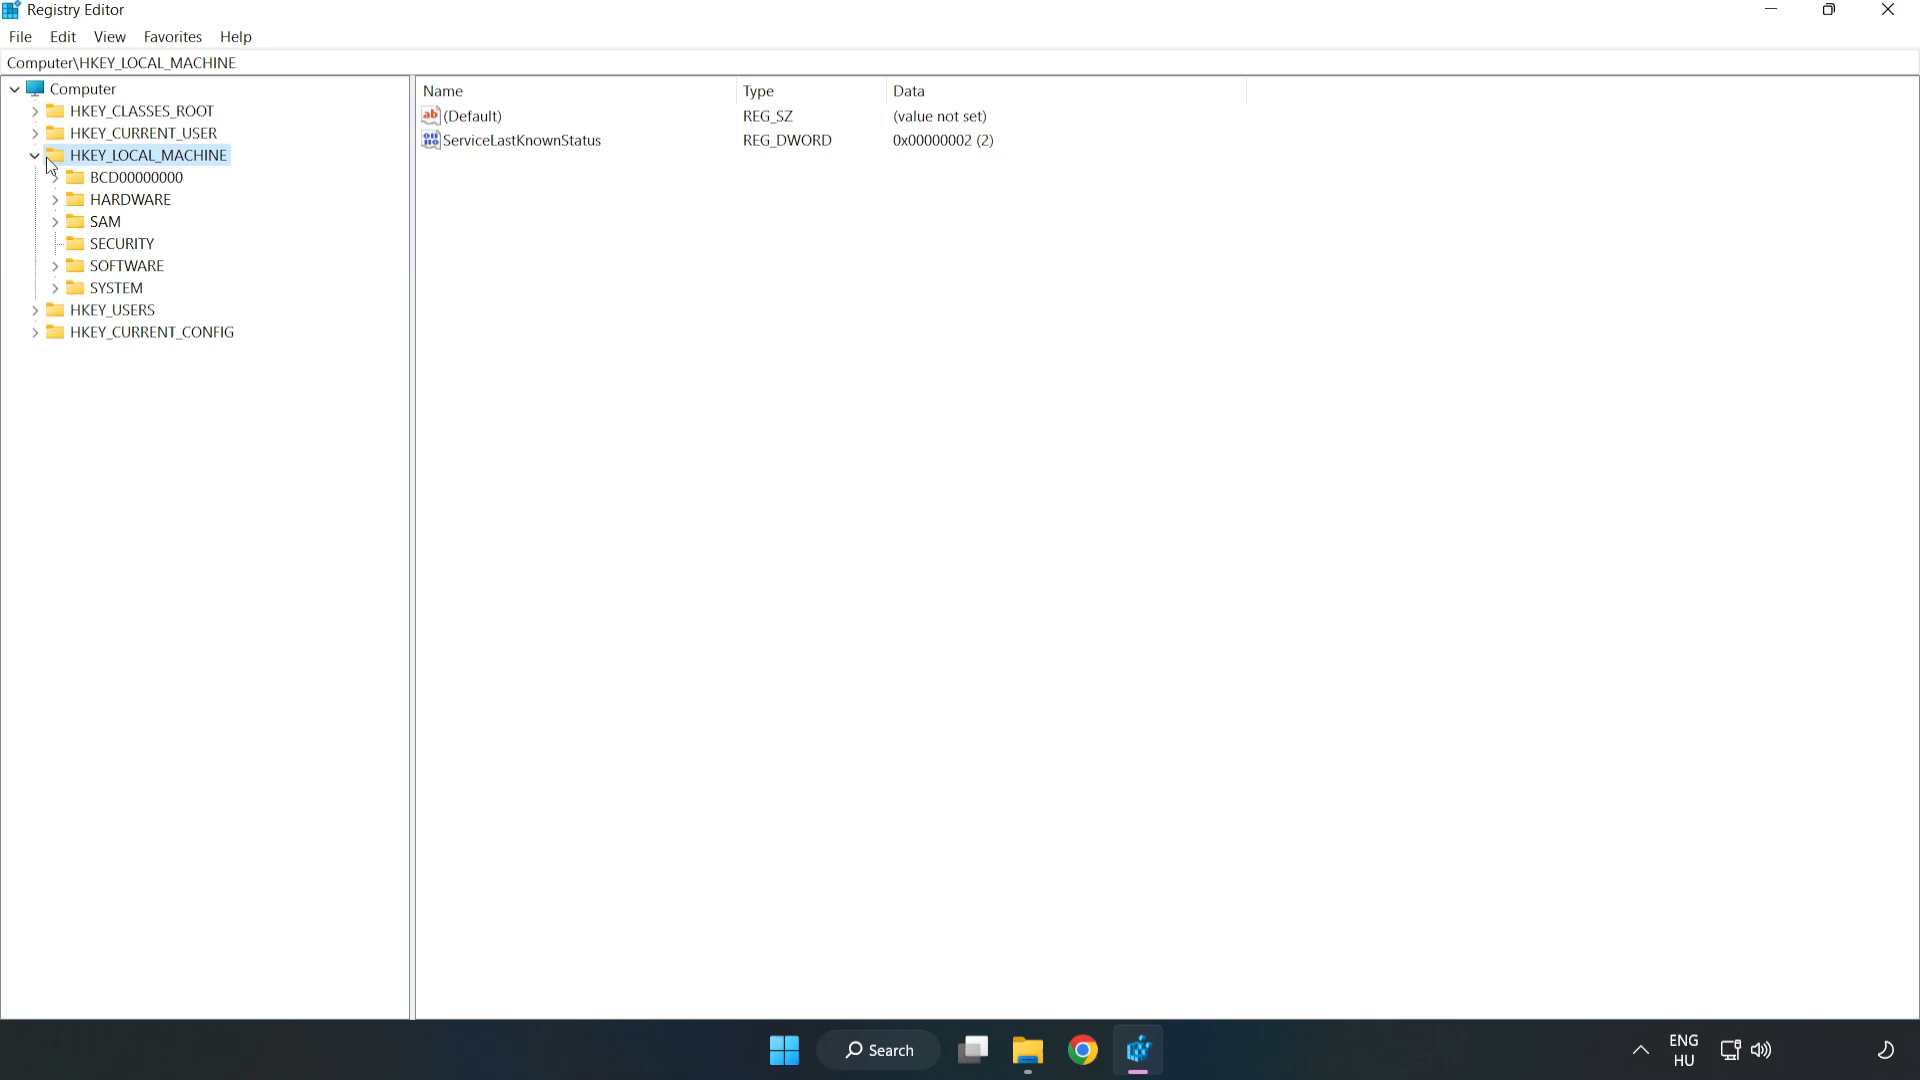 Registry Editor
File Edit View Favorites Help
Computer\HKEY_LOCAL_MACHINE
Computer
HKEY_CLASSES_ROOT
HKEY_CURRENT_USER
HKEY_LOCAL_MACHINE
BCD00000000
HARDWARE
SAM
SECURITY
SOFTWARE
SYSTEM
HKEY_USERS
HKEY_CURRENT_CONFIG
Name Type Data
(Default) REG_SZ (value not set)
ServiceLastKnownStatus REG_DWORD 0x00000002 (2)
Search
ENG
HU